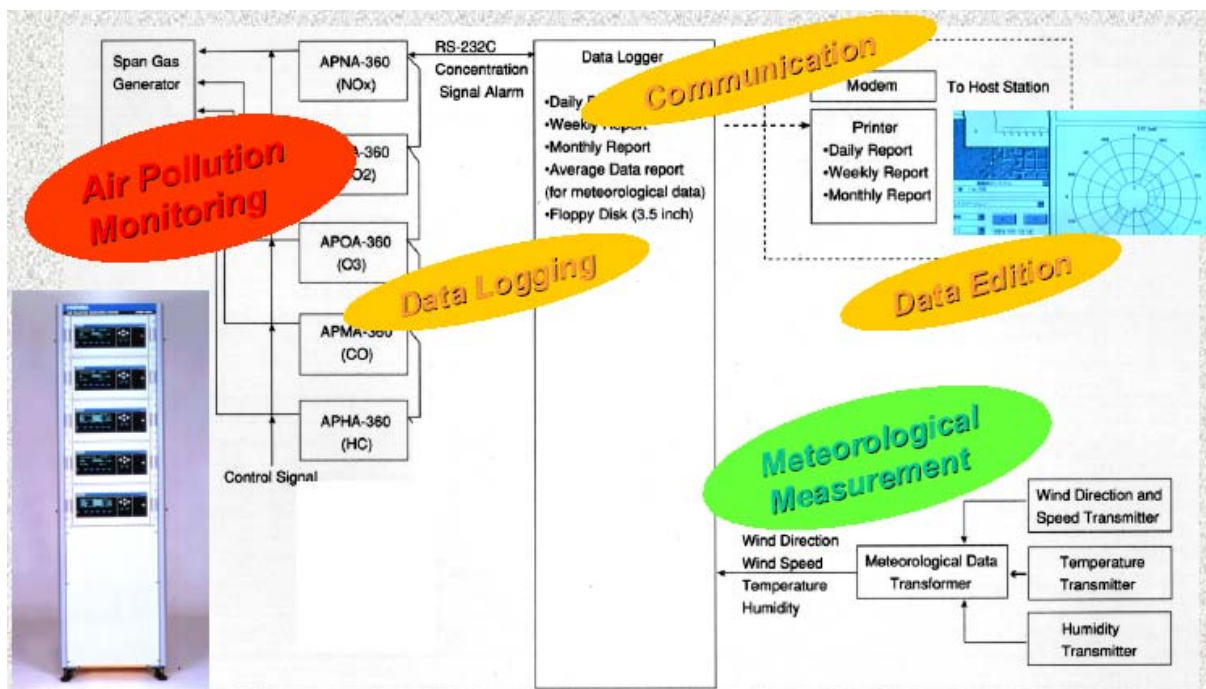 Span Gas
Generator
APNA-360
(NOx)
RS-232C
Concentration
Signal Alarm
A-360
O2)
APOA-360
(O3)
APMA-360
(CO)
APHA-360
(HC)
Control Signal
Air Pollution
Monitoring
Data Logging
Data Logger
•Daily
•Weekly Report
•Monthly Report
•Average Data report
(for meteorological data)
•Floppy Disk (3.5 inch)
Communication
Modem
To Host Station
Printer
•Daily Report
•Weekly Report
•Monthly Report
Data Edition
Meteorological
Measurement
Wind Direction
Wind Speed
Temperature
Humidity
Meteorological Data
Transformer
Wind Direction and
Speed Transmitter
Temperature
Transmitter
Humidity
Transmitter